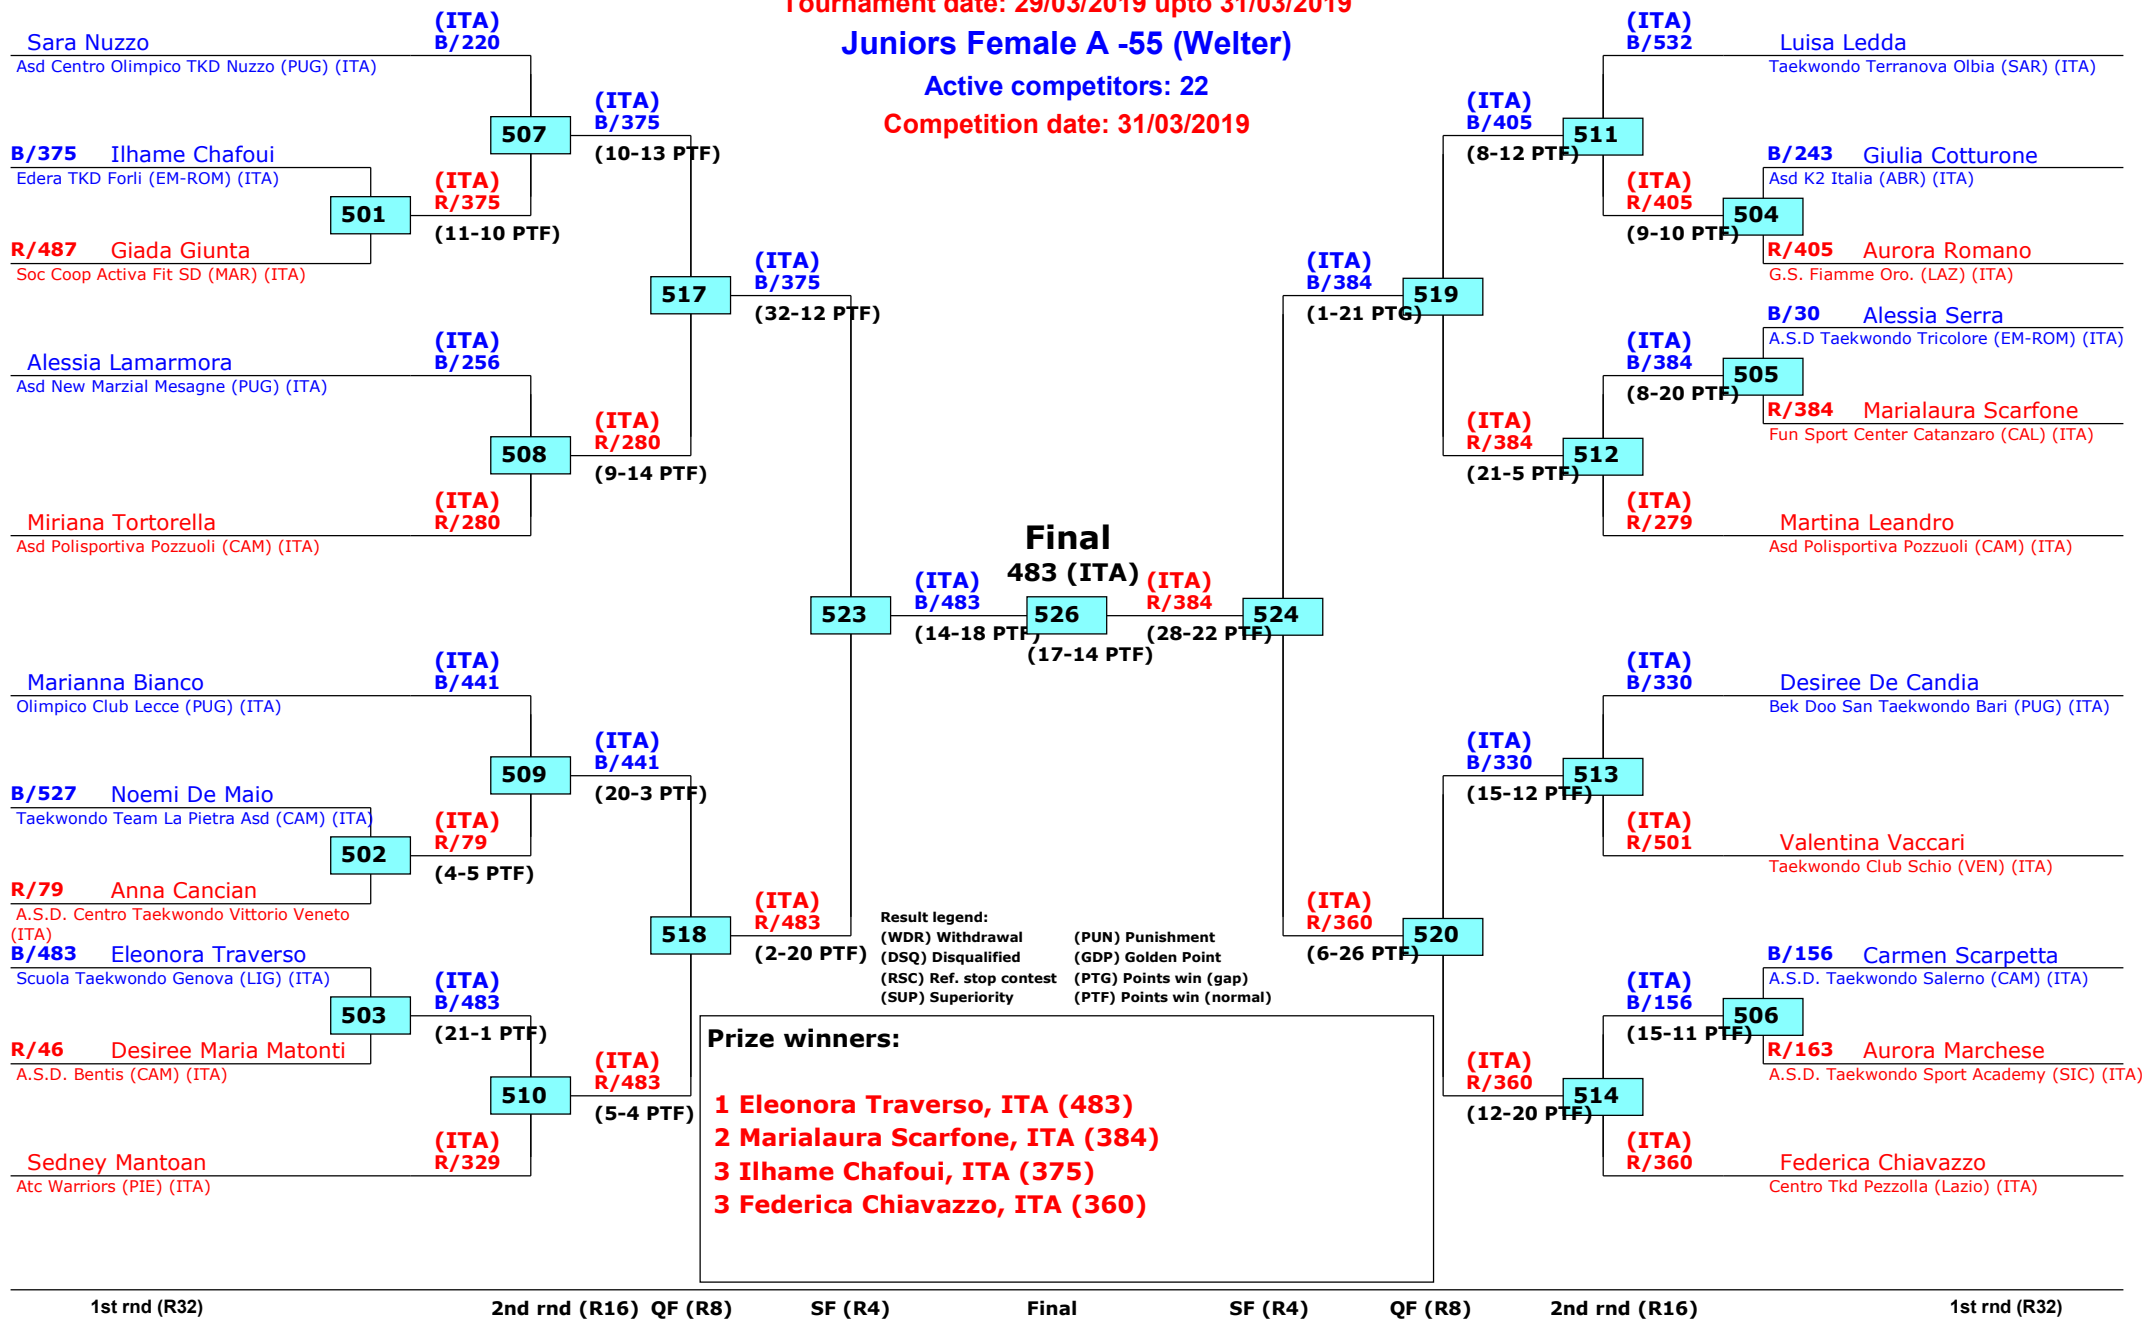 Tournament date: 29/03/2019 upto 31/03/2019
Juniors Female A -55 (Welter)
Active competitors: 22
Competition date: 31/03/2019
Sara Nuzzo
Asd Centro Olimpico TKD Nuzzo (PUG) (ITA)
(ITA)
B/220
B/375 Ilhame Chafoui
Edera TKD Forli (EM-ROM) (ITA)
501
R/487 Giada Giunta
Soc Coop Activa Fit SD (MAR) (ITA)
(ITA)
R/375
(11-10 PTF)
507
(ITA)
B/375
(10-13 PTF)
Alessia Lamarmora
Asd New Marzial Mesagne (PUG) (ITA)
(ITA)
B/256
508
Miriana Tortorella
Asd Polisportiva Pozzuoli (CAM) (ITA)
(ITA)
R/280
(ITA)
R/280
(9-14 PTF)
517
(ITA)
B/375
(32-12 PTF)
Marianna Bianco
Olimpico Club Lecce (PUG) (ITA)
(ITA)
B/441
B/527 Noemi De Maio
Taekwondo Team La Pietra Asd (CAM) (ITA)
502
R/79 Anna Cancian
A.S.D. Centro Taekwondo Vittorio Veneto
(ITA)
(ITA)
R/79
(4-5 PTF)
509
(ITA)
B/441
(20-3 PTF)
B/483 Eleonora Traverso
Scuola Taekwondo Genova (LIG) (ITA)
503
R/46 Desiree Maria Matonti
A.S.D. Bentis (CAM) (ITA)
(ITA)
B/483
(21-1 PTF)
510
Sedney Mantoan
Atc Warriors (PIE) (ITA)
(ITA)
R/329
(ITA)
R/483
(5-4 PTF)
518
(ITA)
R/483
(2-20 PTF)
523
(ITA)
B/483
(14-18 PTF)
Final
483 (ITA)
526
(17-14 PTF)
(ITA)
R/384
(28-22 PTF)
524
(ITA)
B/384
(1-21 PTG)
519
(ITA)
B/405
(8-12 PTF)
511
(ITA)
B/532
Luisa Ledda
Taekwondo Terranova Olbia (SAR) (ITA)
(ITA)
R/405
(9-10 PTF)
504
B/243 Giulia Cotturone
Asd K2 Italia (ABR) (ITA)
R/405 Aurora Romano
G.S. Fiamme Oro. (LAZ) (ITA)
(ITA)
R/384
(21-5 PTF)
512
(ITA)
B/384
(8-20 PTF)
505
B/30 Alessia Serra
A.S.D Taekwondo Tricolore (EM-ROM) (ITA)
R/384 Marialaura Scarfone
Fun Sport Center Catanzaro (CAL) (ITA)
(ITA)
R/279
Martina Leandro
Asd Polisportiva Pozzuoli (CAM) (ITA)
(ITA)
R/360
(6-26 PTF)
520
(ITA)
B/330
(15-12 PTF)
513
(ITA)
B/330
Desiree De Candia
Bek Doo San Taekwondo Bari (PUG) (ITA)
(ITA)
R/501
Valentina Vaccari
Taekwondo Club Schio (VEN) (ITA)
(ITA)
R/360
(12-20 PTF)
514
(ITA)
B/156
(15-11 PTF)
506
B/156 Carmen Scarpetta
A.S.D. Taekwondo Salerno (CAM) (ITA)
R/163 Aurora Marchese
A.S.D. Taekwondo Sport Academy (SIC) (ITA)
(ITA)
R/360
Federica Chiavazzo
Centro Tkd Pezzolla (Lazio) (ITA)
Result legend:
(WDR) Withdrawal (PUN) Punishment
(DSQ) Disqualified (GDP) Golden Point
(RSC) Ref. stop contest (PTG) Points win (gap)
(SUP) Superiority (PTF) Points win (normal)
Prize winners:
1 Eleonora Traverso, ITA (483)
2 Marialaura Scarfone, ITA (384)
3 Ilhame Chafoui, ITA (375)
3 Federica Chiavazzo, ITA (360)
1st rnd (R32) 2nd rnd (R16) QF (R8) SF (R4) Final SF (R4) QF (R8) 2nd rnd (R16) 1st rnd (R32)